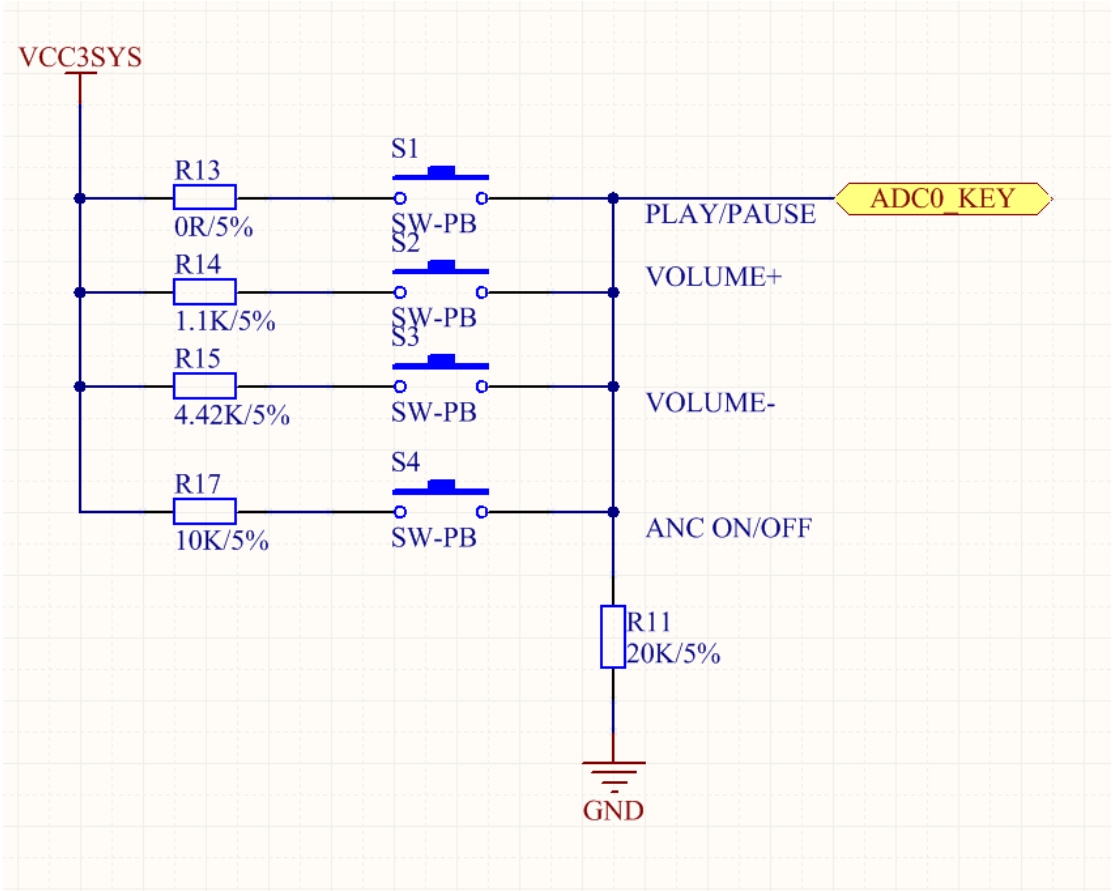 VCC3SYS
S1
R13
0R/5%
SW-PB
PLAY/PAUSE
ADC0_KEY
S2
R14
1.1K/5%
SW-PB
VOLUME+
S3
R15
4.42K/5%
SW-PB
VOLUME-
S4
R17
10K/5%
SW-PB
ANC ON/OFF
R11
20K/5%
GND